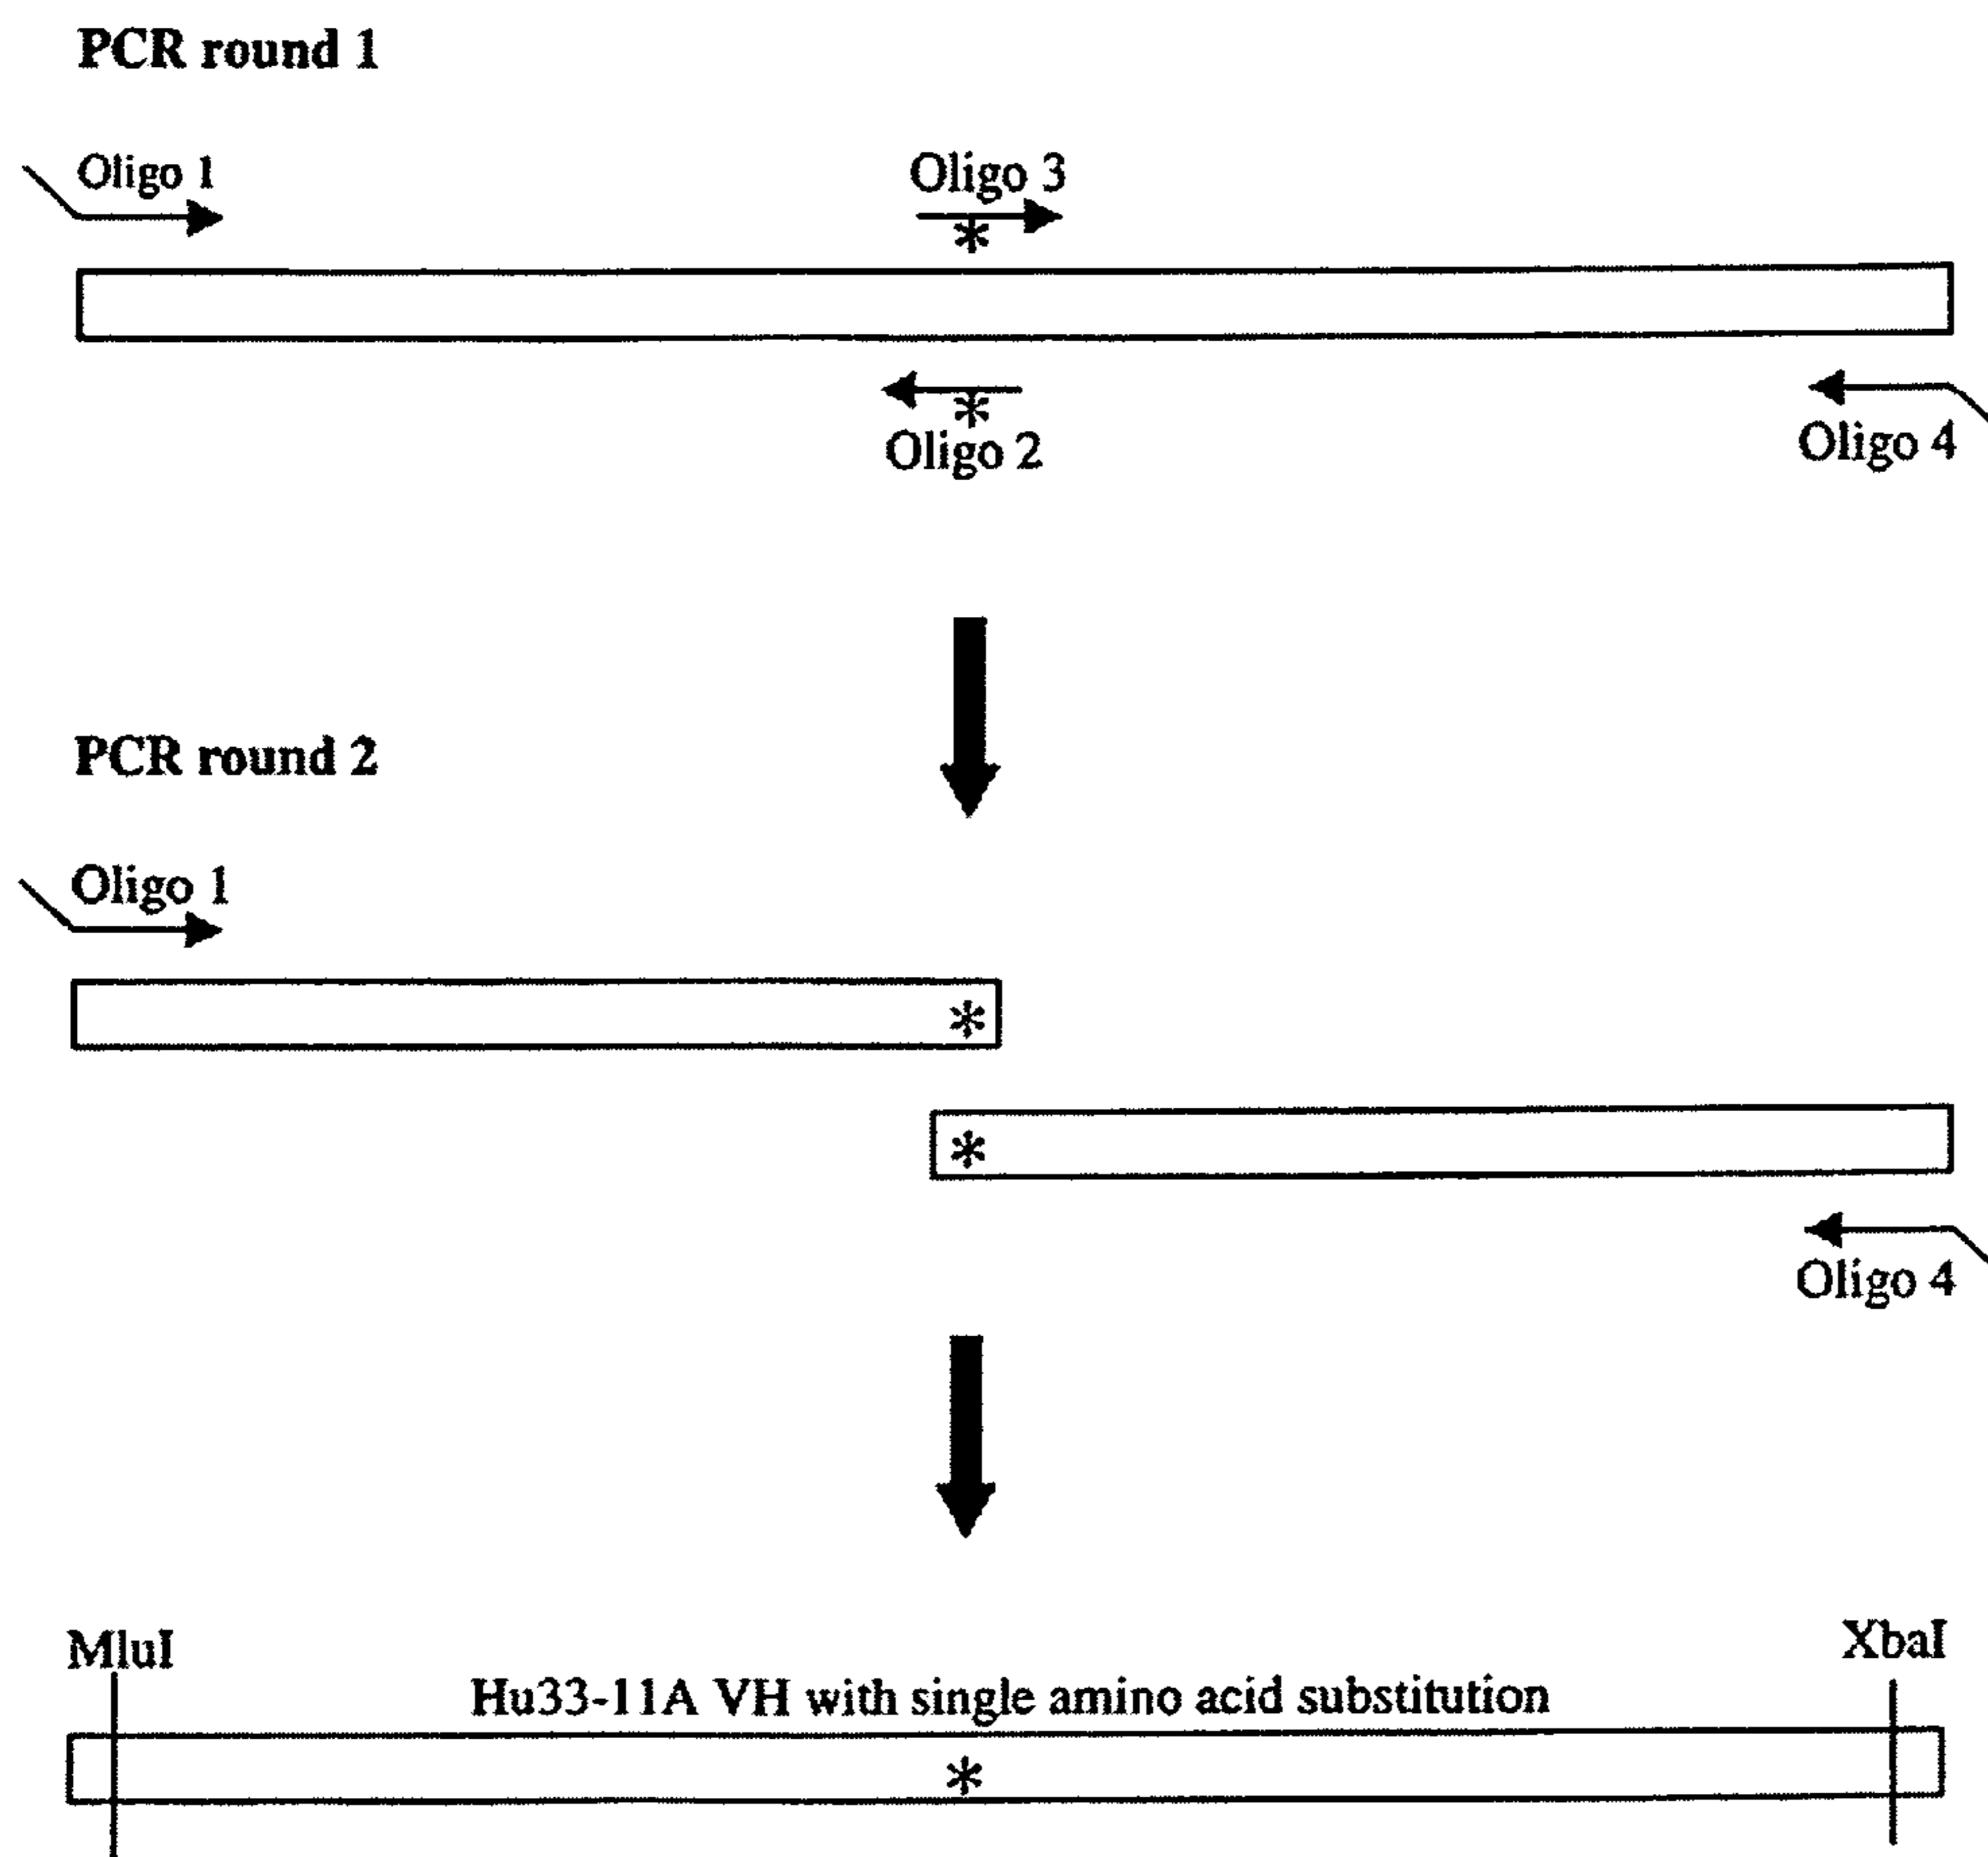 PCR round 1
Oligo 1
Oligo 3
*
*
Oligo 2
Oligo 4
PCR round 2
Oligo 1
*
*
Oligo 4
MluI
XbaI
Hu33-11A VH with single amino acid substitution
*